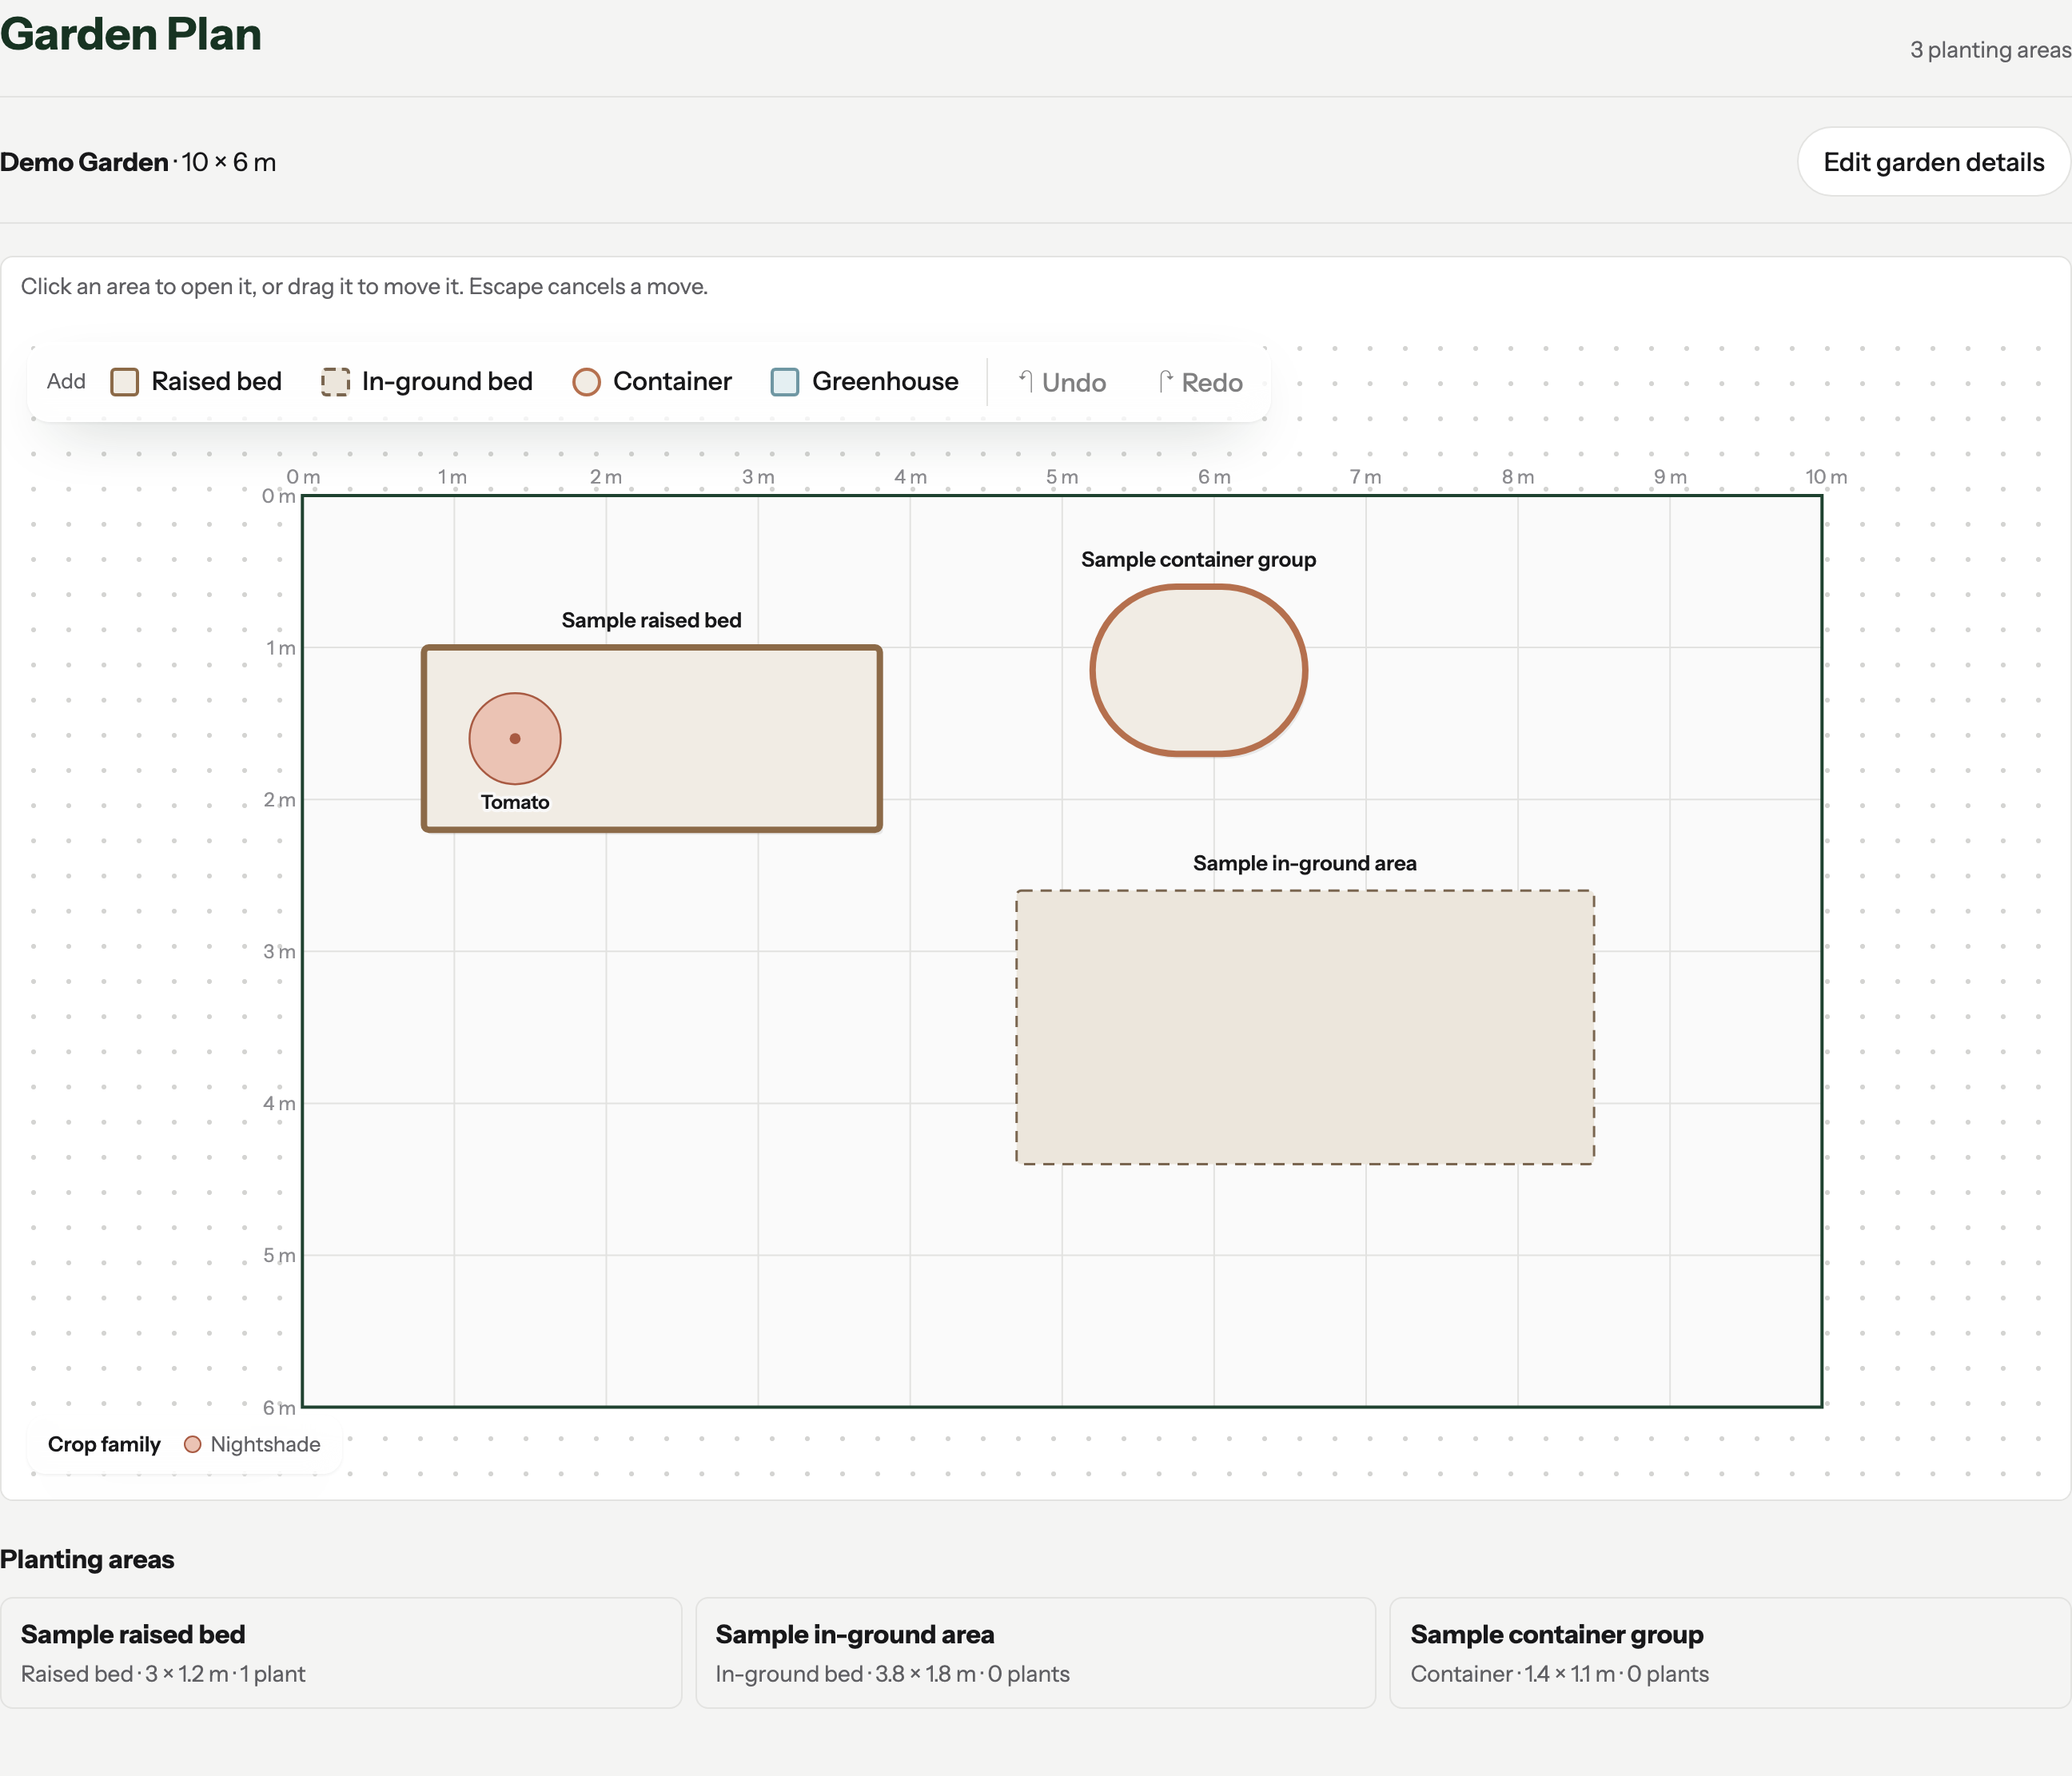 Garden Plan
3 planting areas
Demo Garden · 10 × 6 m
Edit garden details
Click an area to open it, or drag it to move it. Escape cancels a move.
Add Raised bed In-ground bed Container Greenhouse Undo Redo
0 m 1 m 2 m 3 m 4 m 5 m 6 m 7 m 8 m 9 m 10 m
0 m
Sample container group
Sample raised bed
1 m
2 m
Tomato
Sample in-ground area
3 m
4 m
5 m
6 m
Crop family Nightshade
Planting areas
Sample raised bed
Raised bed · 3 × 1.2 m · 1 plant
Sample in-ground area
In-ground bed · 3.8 × 1.8 m · 0 plants
Sample container group
Container · 1.4 × 1.1 m · 0 plants